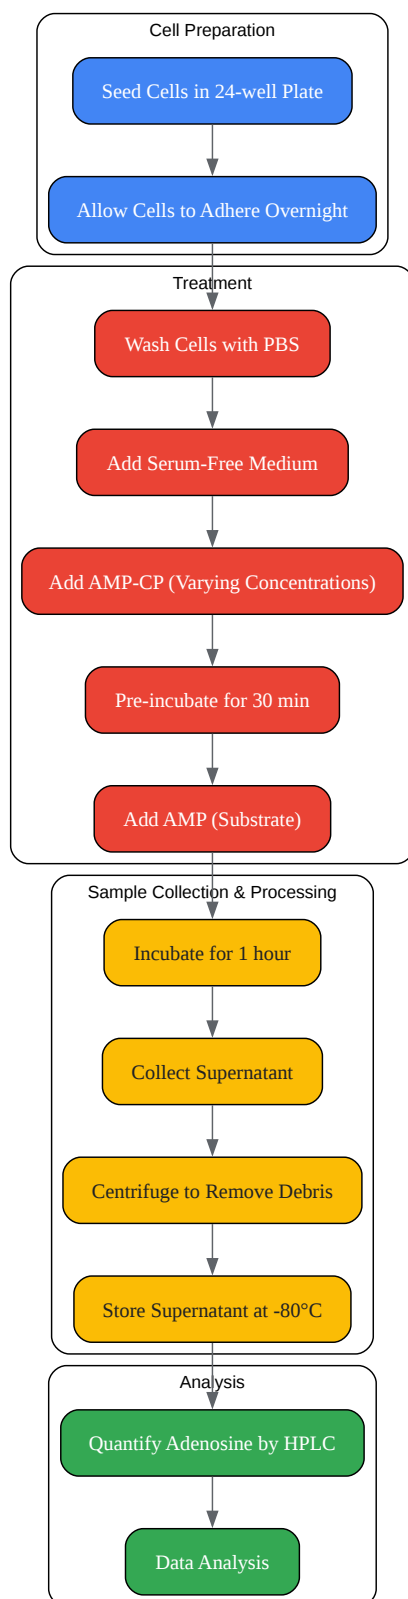 Cell Preparation
Seed Cells in 24-well Plate
Allow Cells to Adhere Overnight
Treatment
Wash Cells with PBS
Add Serum-Free Medium
Add AMP-CP (Varying Concentrations)
Pre-incubate for 30 min
Add AMP (Substrate)
Sample Collection & Processing
Incubate for 1 hour
Collect Supernatant
Centrifuge to Remove Debris
Store Supernatant at -80°C
Analysis
Quantify Adenosine by HPLC
Data Analysis